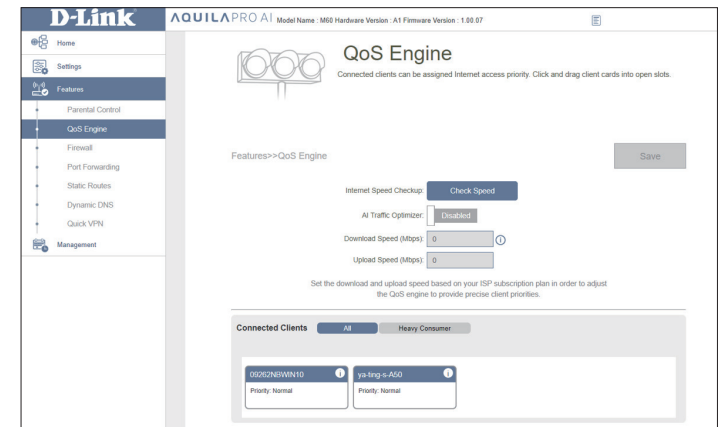 D-Link
AQUILA PRO AI Model Name : M60 Hardware Version : A1 Firmware Version : 1.00.07
Home
Settings
Features
Parental Control
QoS Engine
Firewall
Port Forwarding
Static Routes
Dynamic DNS
Quick VPN
Management
QoS Engine
Connected clients can be assigned Internet access priority. Click and drag client cards into open slots.
Features>>QoS Engine
Save
Internet Speed Checkup: Check Speed
AI Traffic Optimizer: Disabled
Download Speed (Mbps): 0
Upload Speed (Mbps): 0
Set the download and upload speed based on your ISP subscription plan in order to adjust
the QoS engine to provide precise client priorities.
Connected Clients All Heavy Consumer
09262NBWIN10 ya-ting-s-A50
Priority: Normal Priority: Normal